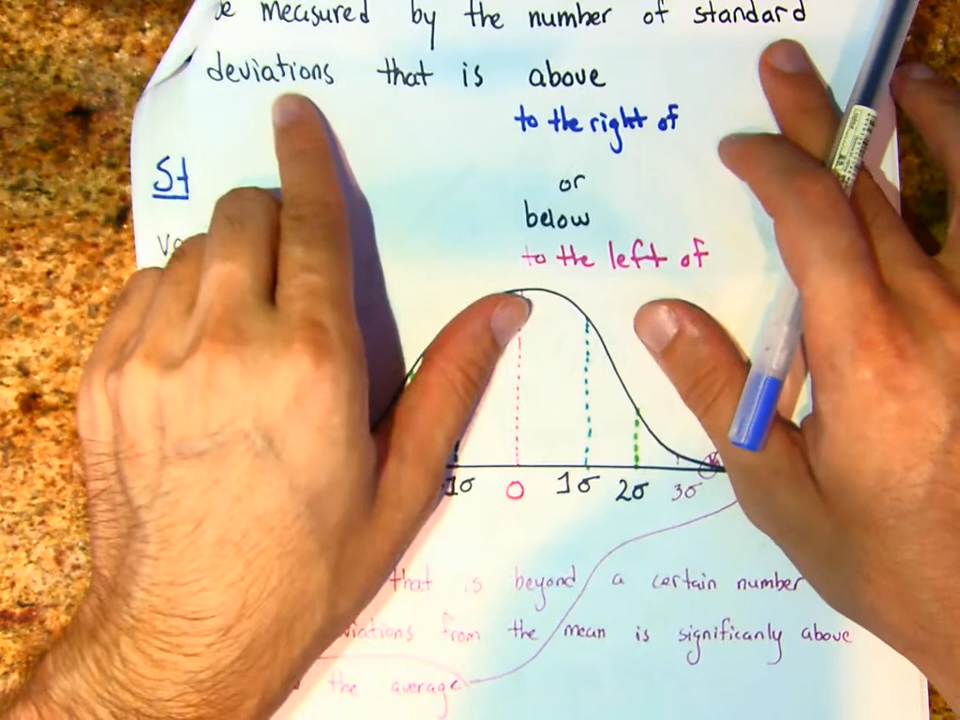 be measured by the number of standard
deviations that is above
to the right of
St
or
below
to the left of
1σ 0 1σ 2σ 3σ
that is beyond a certain number
from the mean is significanly above
the average